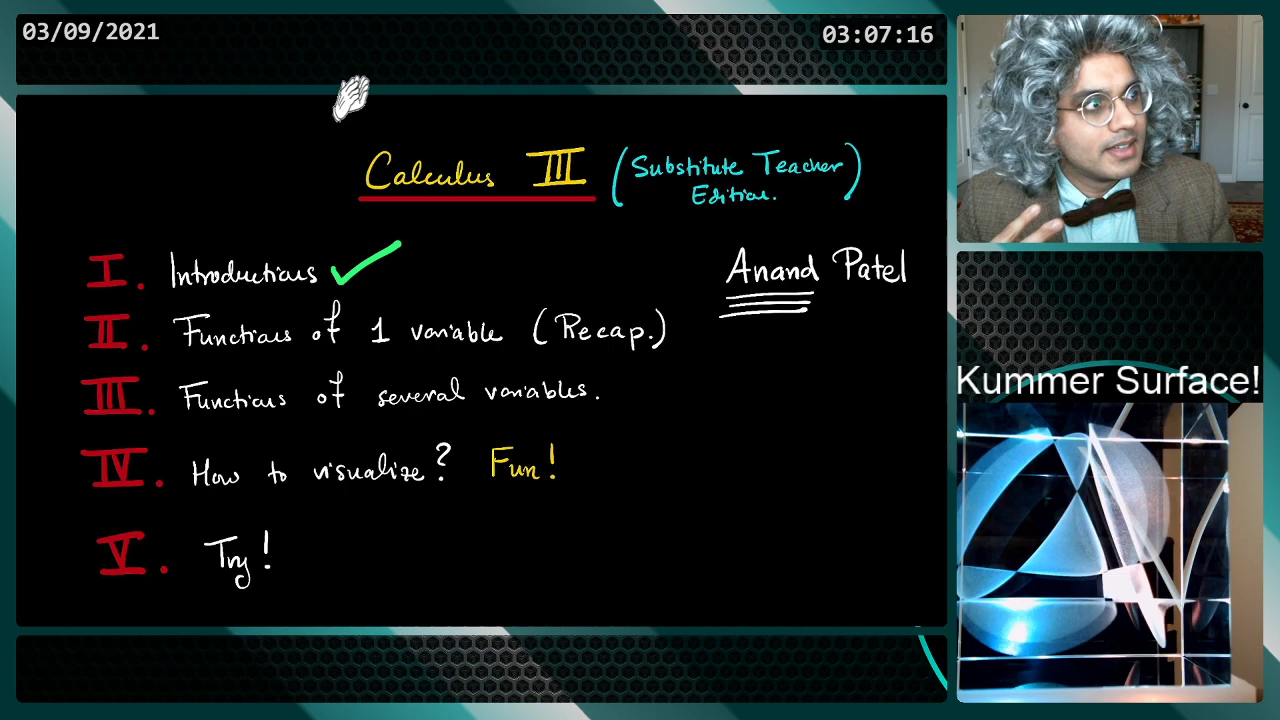 03/09/2021
03:07:16
Calculus III (Substitute Teacher
Edition.)
Anand Patel
I. Introductions
II. Functions of 1 variable (Recap.)
III. Functions of several variables.
IV. How to visualize? Fun!
V. Try!
Kummer Surface!